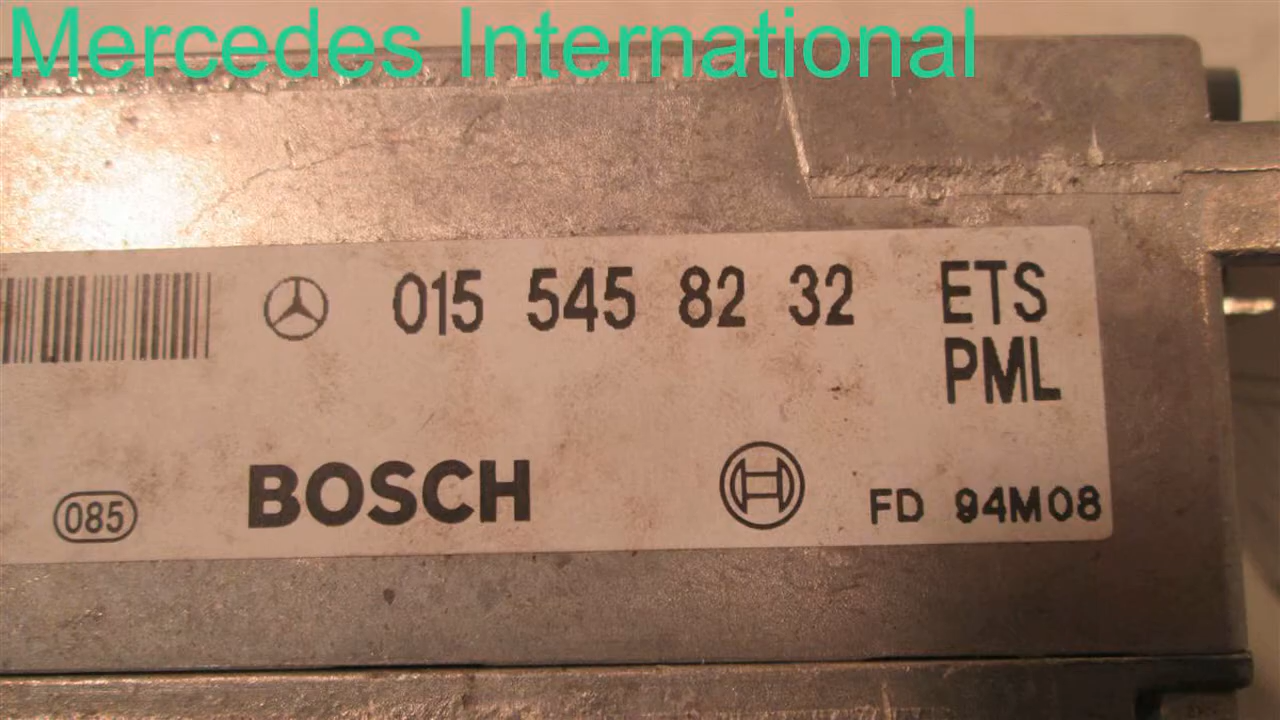 Mercedes International
015 545 82 32 ETS
PML
085 BOSCH FD 94M08